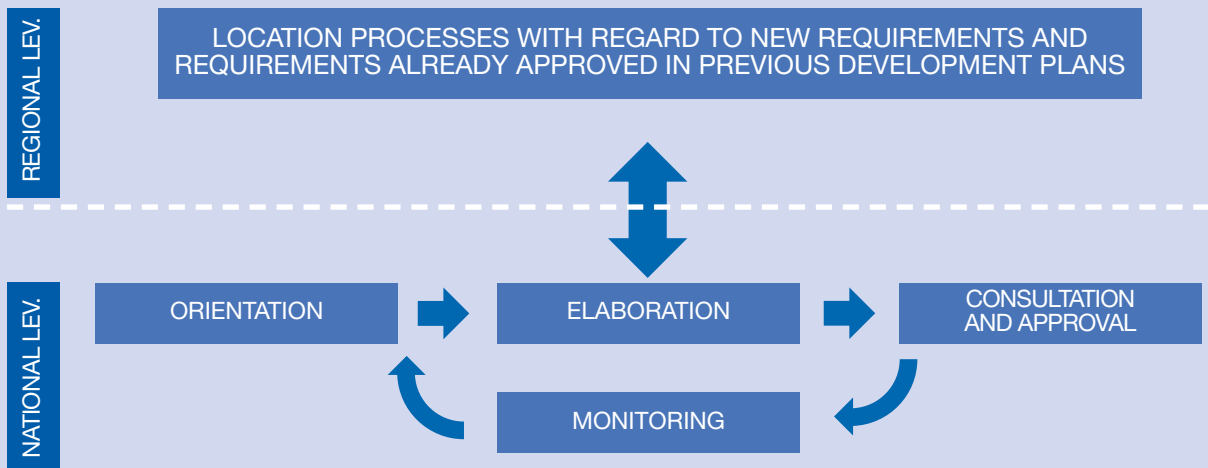 REGIONAL LEV.
LOCATION PROCESSES WITH REGARD TO NEW REQUIREMENTS AND
REQUIREMENTS ALREADY APPROVED IN PREVIOUS DEVELOPMENT PLANS
NATIONAL LEV.
ORIENTATION
ELABORATION
CONSULTATION
AND APPROVAL
MONITORING